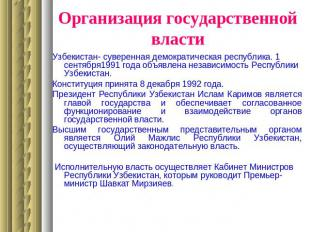 Организация государственной
власти
Узбекистан- суверенная демократическая республика. 1
сентября1991 года объявлена независимость Республики
Узбекистан.
Конституция принята 8 декабря 1992 года.
Президент Республики Узбекистан Ислам Каримов является
главой государства и обеспечивает согласованное
функционирование и взаимодействие органов
государственной власти.
Высшим государственным представительным органом
является Олий Мажлис Республики Узбекистан,
осуществляющий законодательную власть.
Исполнительную власть осуществляет Кабинет Министров
Республики Узбекистан, которым руководит Премьер-
министр Шавкат Мирзияев.